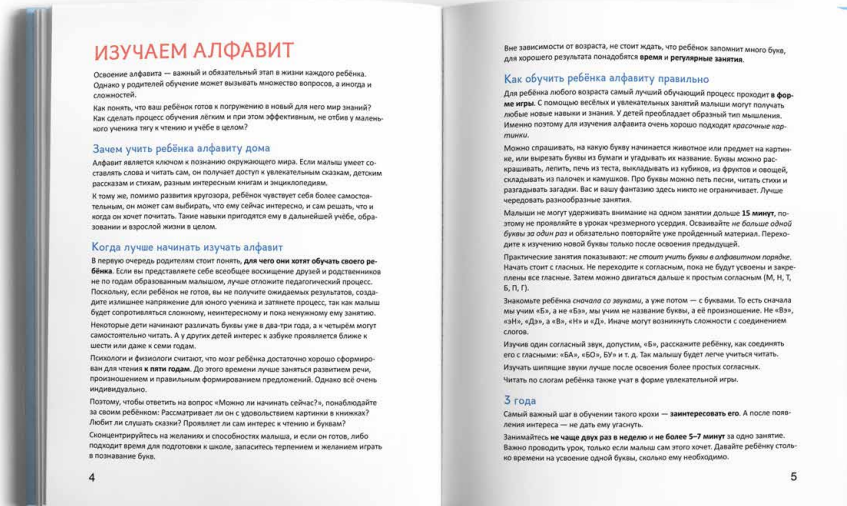 ИЗУЧАЕМ АЛФАВИТ
Освоение алфавита — важный и обязательный этап в жизни каждого ребёнка.
Однако у родителей обучение может вызывать множество вопросов, а иногда и
сложностей.
Как понять, что ваш ребёнок готов к погружению в новый для него мир знаний?
Как сделать процесс обучения лёгким и при этом эффективным, не отбив у малень-
кого ученика тягу к чтению и учёбе в целом?
Зачем учить ребёнка алфавиту дома
Алфавит является ключом к познанию окружающего мира. Если малыш умеет со-
ставлять слова и читать сам, он получает доступ к увлекательным сказкам, детским
рассказам и стихам, разным интересным книгам и энциклопедиям.
К тому же, помимо развития кругозора, ребёнок чувствует себя более самостоя-
тельным, он может сам выбирать, что ему сейчас интересно, и сам решать, что и
когда он хочет почитать. Такие навыки пригодятся ему в дальнейшей учёбе, обра-
зовании и взрослой жизни в целом.
Когда лучше начинать изучать алфавит
В первую очередь родителям стоит понять, для чего они хотят обучать своего ре-
бёнка. Если вы представляете себе всеобщее восхищение друзей и родственников
не по годам образованным малышом, лучше отложите педагогический процесс.
Поскольку, если ребёнок не готов, вы не получите ожидаемых результатов, созда-
дите излишнее напряжение для юного ученика и затянете процесс, так как малыш
будет сопротивляться сложному, неинтересному и пока ненужному ему занятию.
Некоторые дети начинают различать буквы уже в два-три года, а к четырём могут
самостоятельно читать. А у других детей интерес к азбуке проявляется ближе к
шести или даже к семи годам.
Психологи и физиологи считают, что мозг ребёнка достаточно хорошо сформиро-
ван для чтения к пяти годам. До этого времени лучше заняться развитием речи,
произношением и правильным формированием предложений. Однако всё очень
индивидуально.
Поэтому, чтобы ответить на вопрос «Можно ли начинать сейчас?», понаблюдайте
за своим ребёнком: Рассматривает ли он с удовольствием картинки в книжках?
Любит ли слушать сказки? Проявляет ли сам интерес к чтению и буквам?
Сконцентрируйтесь на желаниях и способностях малыша, и если он готов, либо
подходит время для подготовки к школе, запаситесь терпением и желанием играть
в познавание букв.
4
Вне зависимости от возраста, не стоит ждать, что ребёнок запомнит много букв,
для хорошего результата понадобятся время и регулярные занятия.
Как обучить ребёнка алфавиту правильно
Для ребёнка любого возраста самый лучший обучающий процесс проходит в фор-
ме игры. С помощью весёлых и увлекательных занятий малыши могут получать
любые новые навыки и знания. У детей преобладает образный тип мышления.
Именно поэтому для изучения алфавита очень хорошо подходят красочные кар-
тинки.
Можно спрашивать, на какую букву начинается животное или предмет на картин-
ке, или вырезать буквы из бумаги и угадывать их название. Буквы можно рас-
крашивать, лепить, печь из теста, выкладывать из кубиков, из фруктов и овощей,
складывать из палочек и камушков. Про буквы можно петь песни, читать стихи и
разгадывать загадки. Вас и вашу фантазию здесь никто не ограничивает. Лучше
чередовать разнообразные занятия.
Малыши не могут удерживать внимание на одном занятии дольше 15 минут, по-
этому не проявляйте в уроках чрезмерного усердия. Осваивайте не больше одной
буквы за один раз и обязательно повторяйте уже пройденный материал. Перехо-
дите к изучению новой буквы только после освоения предыдущей.
Практические занятия показывают: не стоит учить буквы в алфавитном порядке.
Начать стоит с гласных. Не переходите к согласным, пока не будут усвоены и закре-
плены все гласные. Затем можно двигаться дальше к простым согласным (М, Н, Т,
Б, П, Г).
Знакомьте ребёнка сначала со звуками, а уже потом — с буквами. То есть сначала
мы учим «Б», а не «Бэ», мы учим не название буквы, а её произношение. Не «Вэ»,
«эН», «Дэ», а «В», «Н» и «Д». Иначе могут возникнуть сложности с соединением
слогов.
Изучив один согласный звук, допустим, «Б», расскажите ребёнку, как соединять
его с гласными: «БА», «БО», БУ» и т. д. Так малышу будет легче учиться читать.
Изучать шипящие звуки лучше после освоения более простых согласных.
Читать по слогам ребёнка также учат в форме увлекательной игры.
3 года
Самый важный шаг в обучении такого крохи — заинтересовать его. А после появ-
ления интереса — не дать ему угаснуть.
Занимайтесь не чаще двух раз в неделю и не более 5–7 минут за одно занятие.
Важно проводить урок, только если малыш сам этого хочет. Давайте ребёнку столь-
ко времени на усвоение одной буквы, сколько ему необходимо.
5